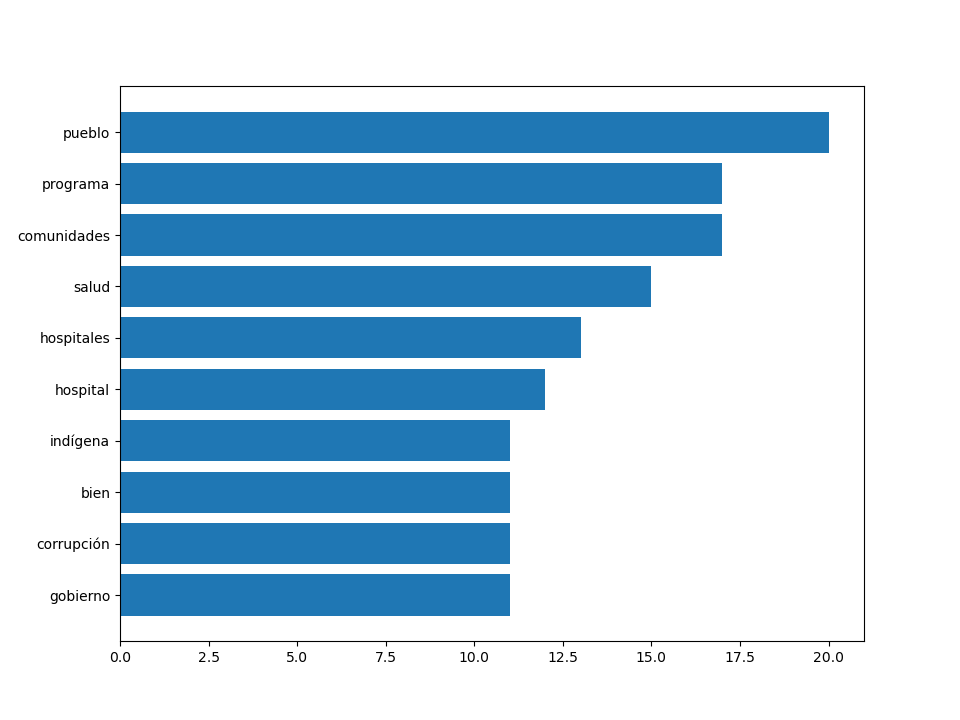 pueblo
programa
comunidades
salud
hospitales
hospital
indígena
bien
corrupción
gobierno
0.0 2.5 5.0 7.5 10.0 12.5 15.0 17.5 20.0